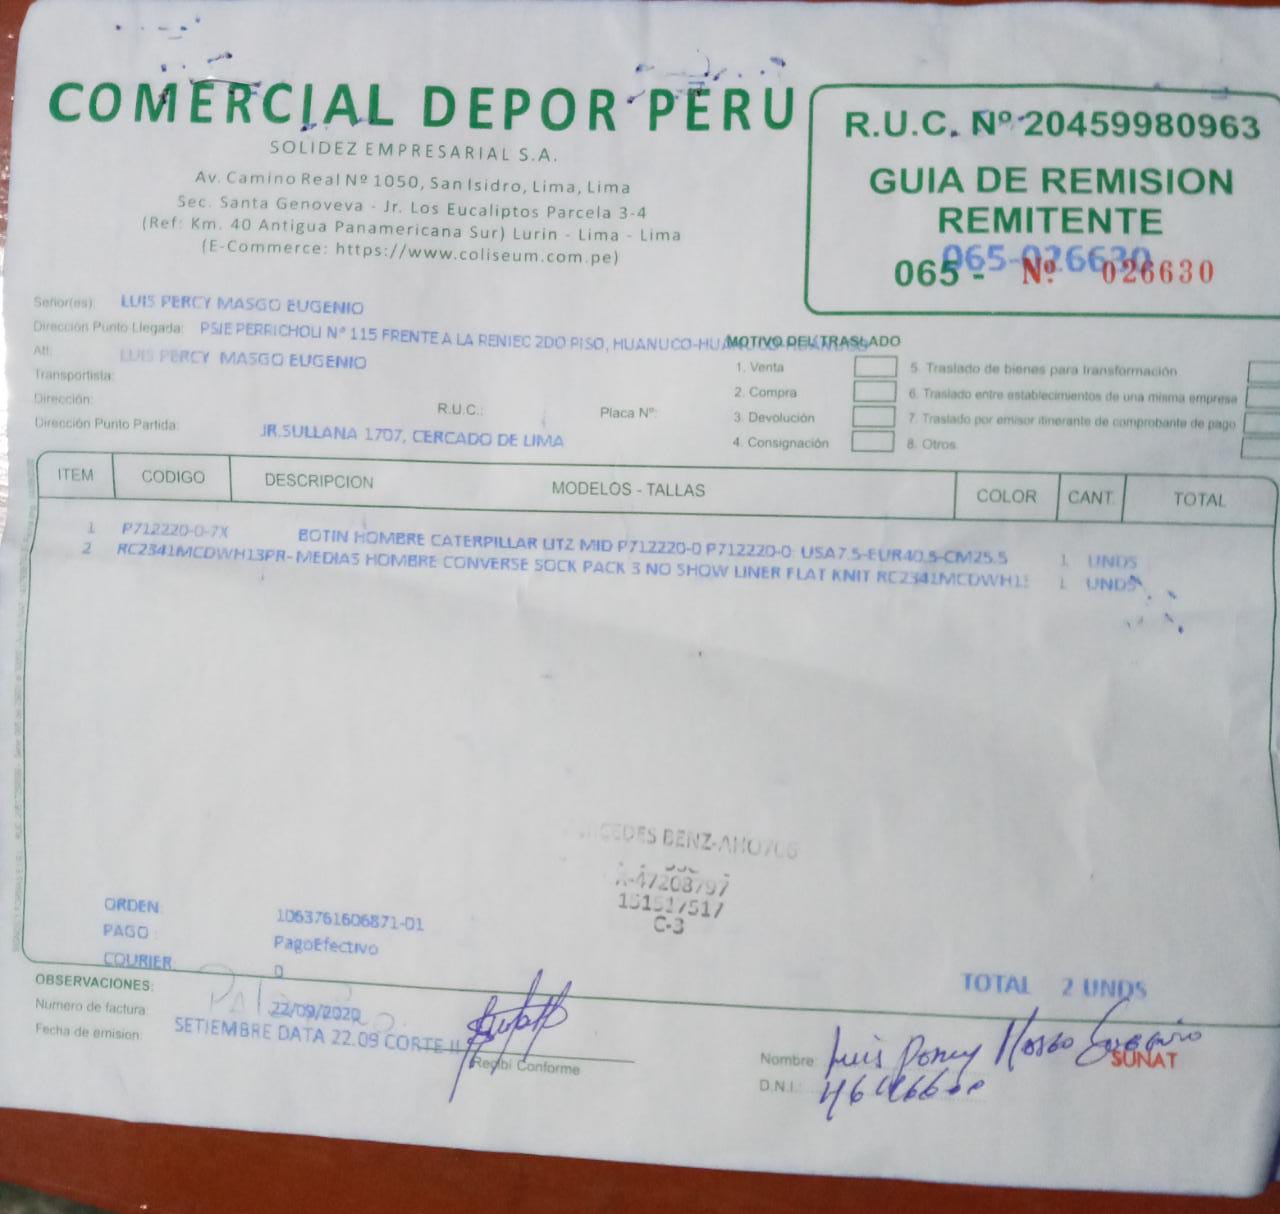 COMERCIAL DEPOR PERU
SOLIDEZ EMPRESARIAL S.A.
Av. Camino Real Nº 1050, San Isidro, Lima, Lima
Sec. Santa Genoveva - Jr. Los Eucaliptos Parcela 3-4
(Ref: Km. 40 Antigua Panamericana Sur) Lurin - Lima - Lima
(E-Commerce: https://www.coliseum.com.pe)
R.U.C. Nº 20459980963
GUIA DE REMISION
REMITENTE
065-026630
065 - Nº 026630
Señor(es): LUIS PERCY MASGO EUGENIO
Dirección Punto Llegada: PSJE PERRICHOLI Nº 115 FRENTE A LA RENIEC 2DO PISO, HUANUCO-
Att: LUIS PERCY MASGO EUGENIO
Transportista:
Dirección: R.U.C.: Placa Nº:
Dirección Punto Partida: JR.SULLANA 1707, CERCADO DE LIMA
MOTIVO DEL TRASLADO
1. Venta
2. Compra
3. Devolución
4. Consignación
5. Traslado de bienes para transformación
6. Traslado entre establecimientos de una misma empresa
7. Traslado por emisor itinerante de comprobante de pago
8. Otros
ITEM CODIGO DESCRIPCION MODELOS - TALLAS COLOR CANT. TOTAL
1 P712220-0-7X BOTIN HOMBRE CATERPILLAR UTZ MID P712220-0 P712220-0: USA7.5-EUR40.5-CM25.5 1 UNDS
2 RC2341MCDWH13PR- MEDIAS HOMBRE CONVERSE SOCK PACK 3 NO SHOW LINER FLAT KNIT RC2341MCDWH13 1 UNDS
BENZ-
151517517
C-3
ORDEN 1063761606871-01
PAGO : PagoEfectivo
COURIER 0
TOTAL 2 UNDS
OBSERVACIONES:
Numero de factura: 22/09/2020
Fecha de emision: SETIEMBRE DATA 22.09 CORTE II
Recibi Conforme
Nombre: Luis Percy Masgo Eugenio
SUNAT
D.N.I.: